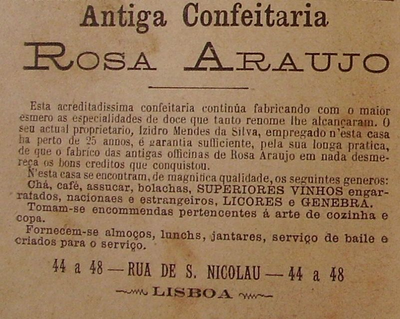 Antiga Confeitaria
ROSA ARAUJO
Esta acreditadissima confeitaria continúa fabricando com o maior
esmero as especialidades de doce que tanto renome lhe alcançaram. O
seu actual proprietario, Izidro Mendes da Silva, empregado n'esta casa
ha perto de 25 annos, é garantia sufficiente, pela sua longa pratica,
de que o fabrico das antigas officinas de Rosa Araujo em nada desme-
reça os bons creditos que conquistou.
N'esta casa se encontram, de magnifica qualidade, os seguintes generos:
Chá, café, assucar, bolachas, SUPERIORES VINHOS engar-
rafados, nacionaes e estrangeiros, LICORES e GENEBRA.
Tomam-se encommendas pertencentes á arte de cozinha e
copa.
Fornecem-se almoços, lunchs, jantares, serviço de baile e
criados para o serviço.
44 a 48 — RUA DE S. NICOLAU — 44 a 48
LISBOA